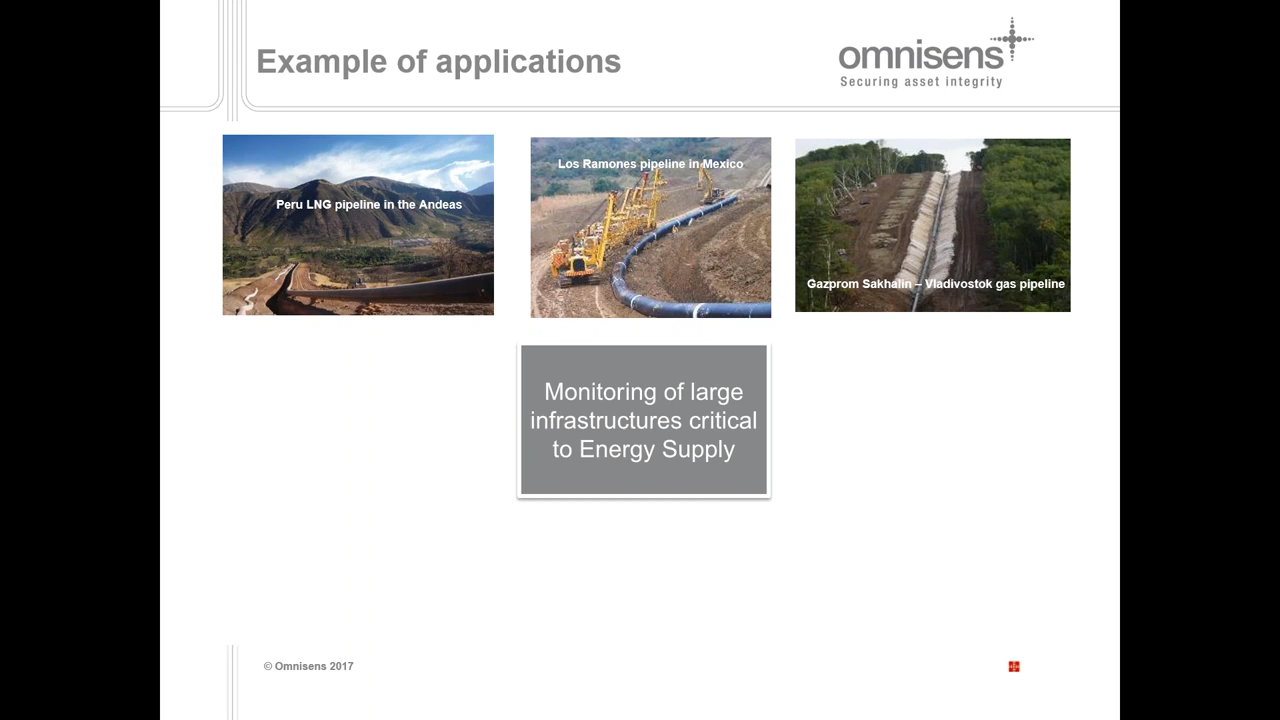 Example of applications
omnisens
Securing asset integrity
Peru LNG pipeline in the Andeas
Los Ramones pipeline in Mexico
Gazprom Sakhalin – Vladivostok gas pipeline
Monitoring of large
infrastructures critical
to Energy Supply
© Omnisens 2017